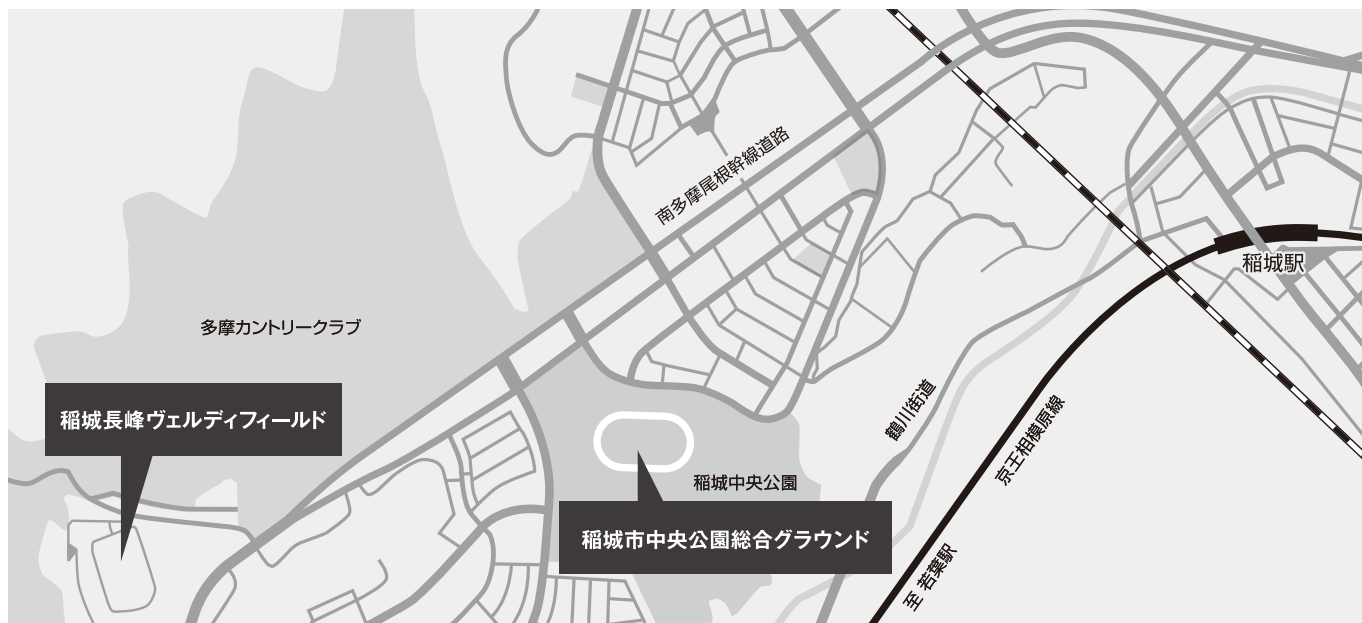 南多摩尾根幹線道路
稲城駅
多摩カントリークラブ
稲城長峰ヴェルディフィールド
鶴川街道
京王相模原線
稲城中央公園
稲城市中央公園総合グラウンド
至 若葉駅